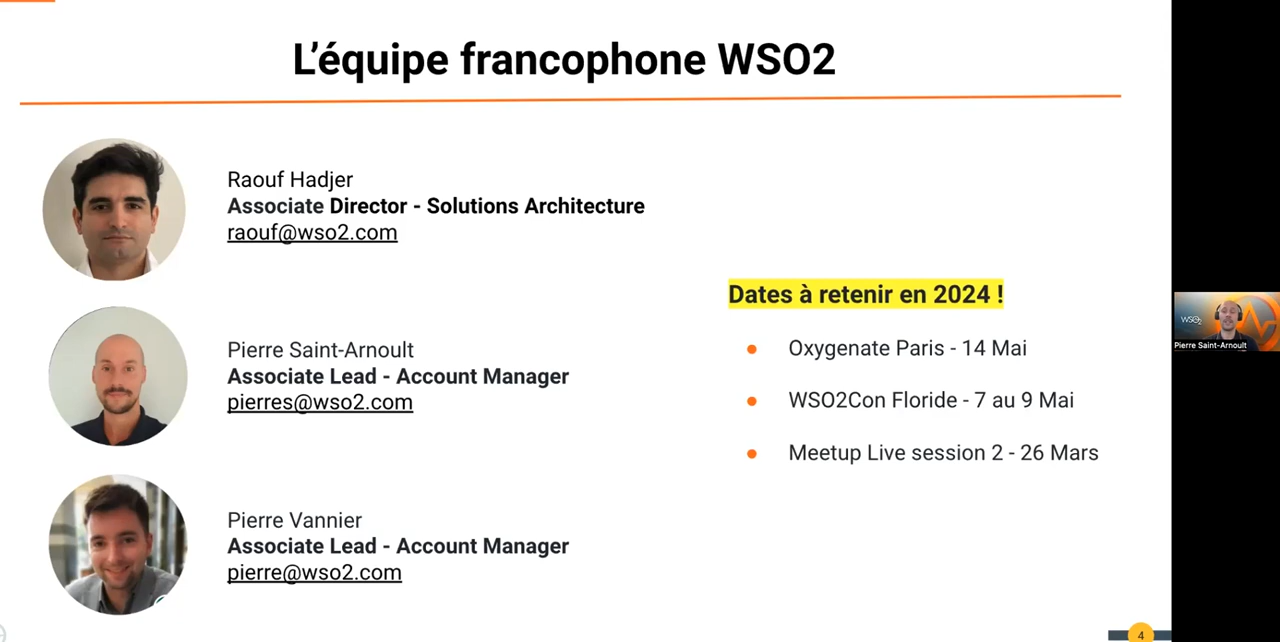 L’équipe francophone WSO2
Raouf Hadjer
Associate Director - Solutions Architecture
raouf@wso2.com
Pierre Saint-Arnoult
Associate Lead - Account Manager
pierres@wso2.com
Pierre Vannier
Associate Lead - Account Manager
pierre@wso2.com
Dates à retenir en 2024 !
Oxygenate Paris - 14 Mai
WSO2Con Floride - 7 au 9 Mai
Meetup Live session 2 - 26 Mars
WSO2
Pierre Saint-Arnoult
4